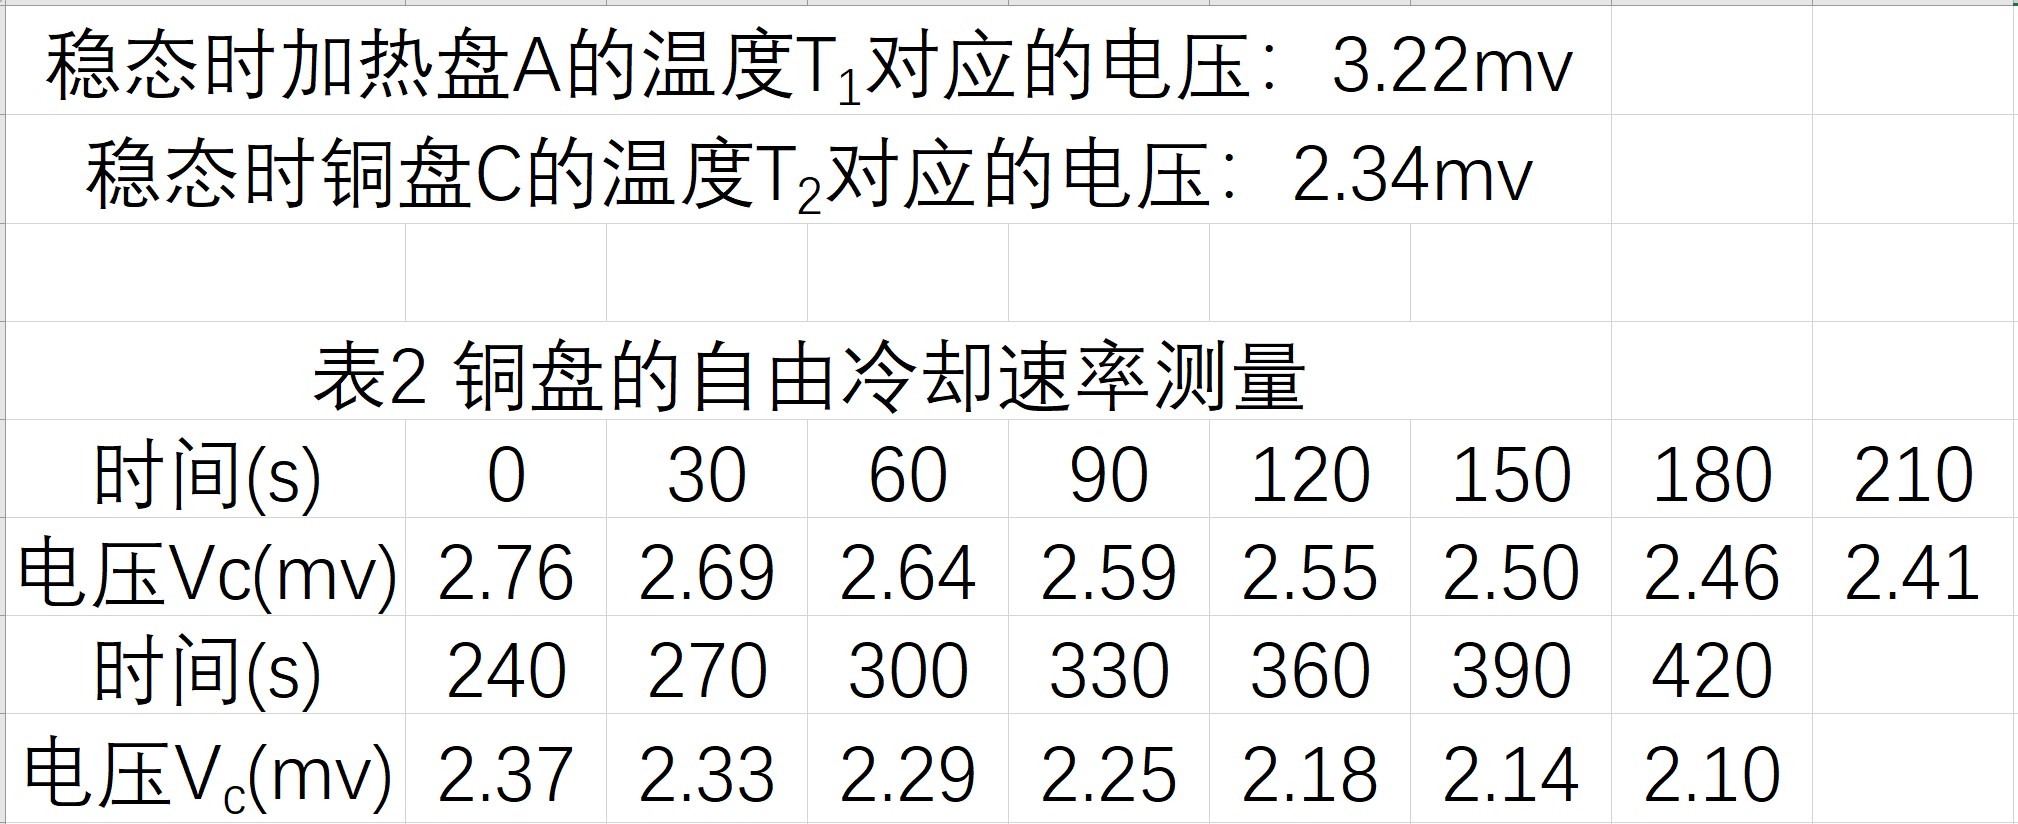 稳态时加热盘A的温度T₁对应的电压：3.22mv
稳态时铜盘C的温度T₂对应的电压：2.34mv
表2 铜盘的自由冷却速率测量
时间(s) 0 30 60 90 120 150 180 210
电压Vc(mv) 2.76 2.69 2.64 2.59 2.55 2.50 2.46 2.41
时间(s) 240 270 300 330 360 390 420
电压V꜀(mv) 2.37 2.33 2.29 2.25 2.18 2.14 2.10